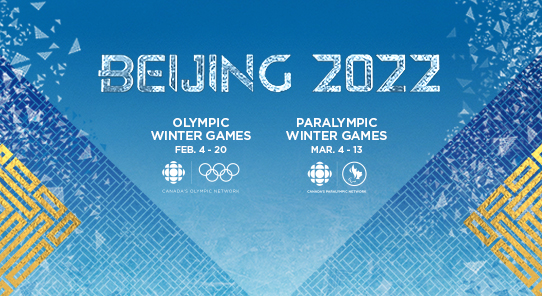 BEIJING 2022
OLYMPIC
WINTER GAMES
FEB. 4 - 20
CANADA'S OLYMPIC NETWORK
PARALYMPIC
WINTER GAMES
MAR. 4 - 13
CANADA'S PARALYMPIC NETWORK